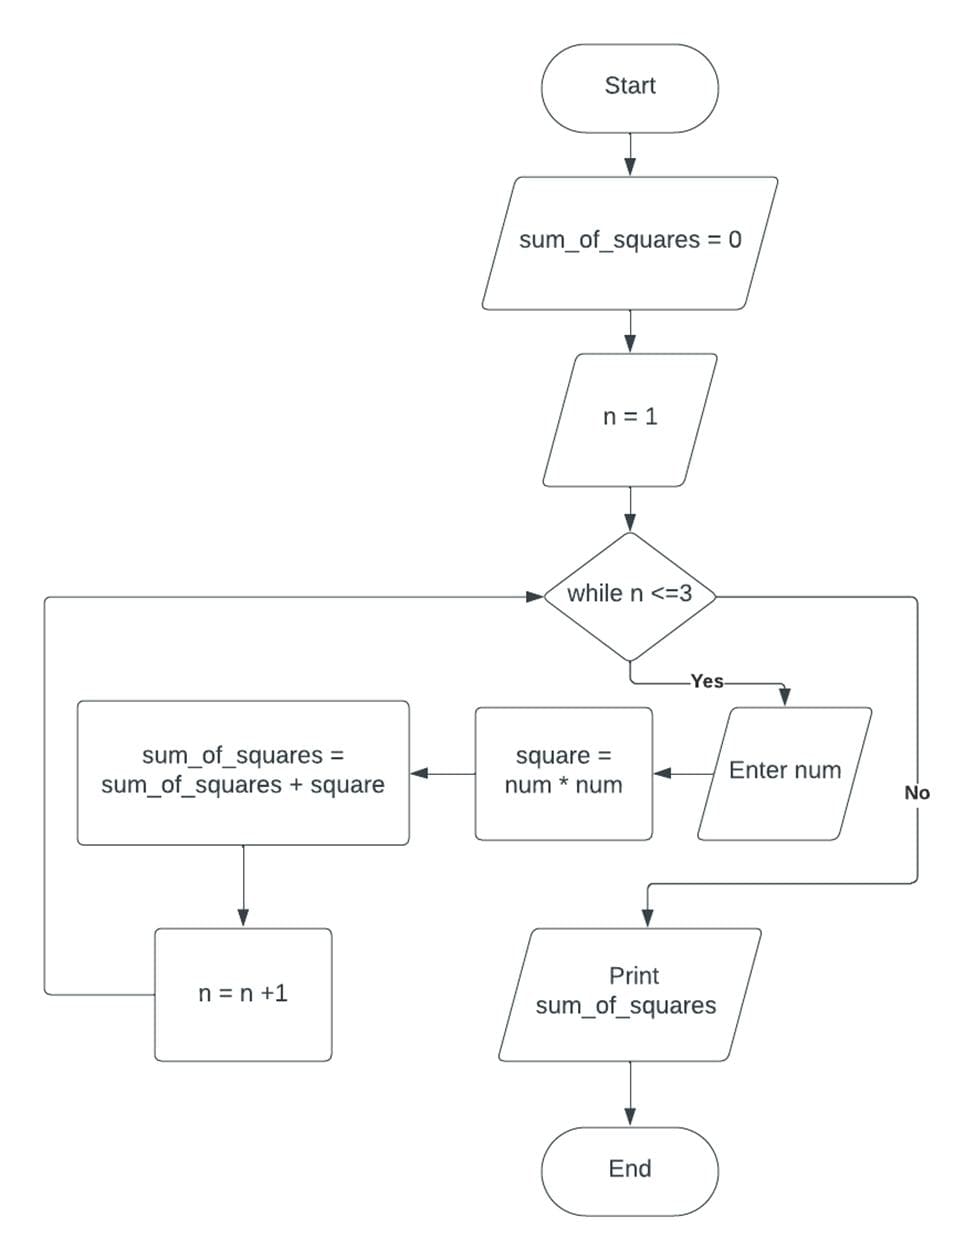 Start
sum_of_squares = 0
n = 1
while n <=3
Yes
Enter num
square =
num * num
sum_of_squares =
sum_of_squares + square
n = n +1
No
Print
sum_of_squares
End